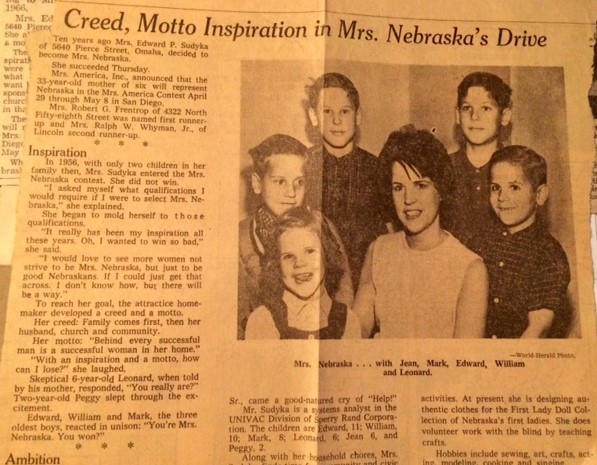 1966.
Mrs. Ed
5640 Pierce
Creed, Motto Inspiration in Mrs. Nebraska's Drive
Ten years ago Mrs. Edward P. Sudyka
of 5640 Pierce Street, Omaha, decided to
become Mrs. Nebraska.
She succeeded Thursday.
Mrs. America, Inc., announced that the
33-year-old mother of six will represent
Nebraska in the Mrs. America Contest April
29 through May 8 in San Diego.
Mrs. Robert G. Frentrop of 4322 North
Fifty-eighth Street was named first runner-
up and Mrs. Ralph W. Whyman, Jr., of
Lincoln second runner-up.
* * *
Inspiration
In 1956, with only two children in her
family then, Mrs. Sudyka entered the Mrs.
Nebraska contest. She did not win.
"I asked myself what qualifications I
would require if I were to select Mrs. Ne-
braska," she explained.
She began to mold herself to those
qualifications.
"It really has been my inspiration all
these years. Oh, I wanted to win so bad,"
she said.
"I would love to see more women not
strive to be Mrs. Nebraska, but just to be
good Nebraskans. If I could just get that
across. I don't know how, but there will
be a way."
To reach her goal, the attractice home-
maker developed a creed and a motto.
Her creed: Family comes first, then her
husband, church and community.
Her motto: "Behind every successful
man is a successful woman in her home."
"With an inspiration and a motto, how
can I lose?" she laughed.
Skeptical 6-year-old Leonard, when told
by his mother, responded, "You really are?"
Two-year-old Peggy slept through the ex-
citement.
Edward, William and Mark, the three
oldest boys, reacted in unison: "You're Mrs.
Nebraska. You won?"
* * *
Ambition
—World-Herald Photo.
Mrs. Nebraska . . . with Jean, Mark, Edward, William
and Leonard.
Sr., came a good-natured cry of "Help!"
Mr. Sudyka is a systems analyst in the
UNIVAC Division of Sperry Rand Corpora-
tion. The children are Edward, 11; William,
10; Mark, 8; Leonard, 6; Jean 6, and
Peggy, 2.
Along with her household chores, Mrs.
activities. At present she is designing au-
thentic clothes for the First Lady Doll Col-
lection of Nebraska's first ladies. She does
volunteer work with the blind by teaching
crafts.
Hobbies include sewing, art, crafts, act-
ing, modeling, cooking and singing.